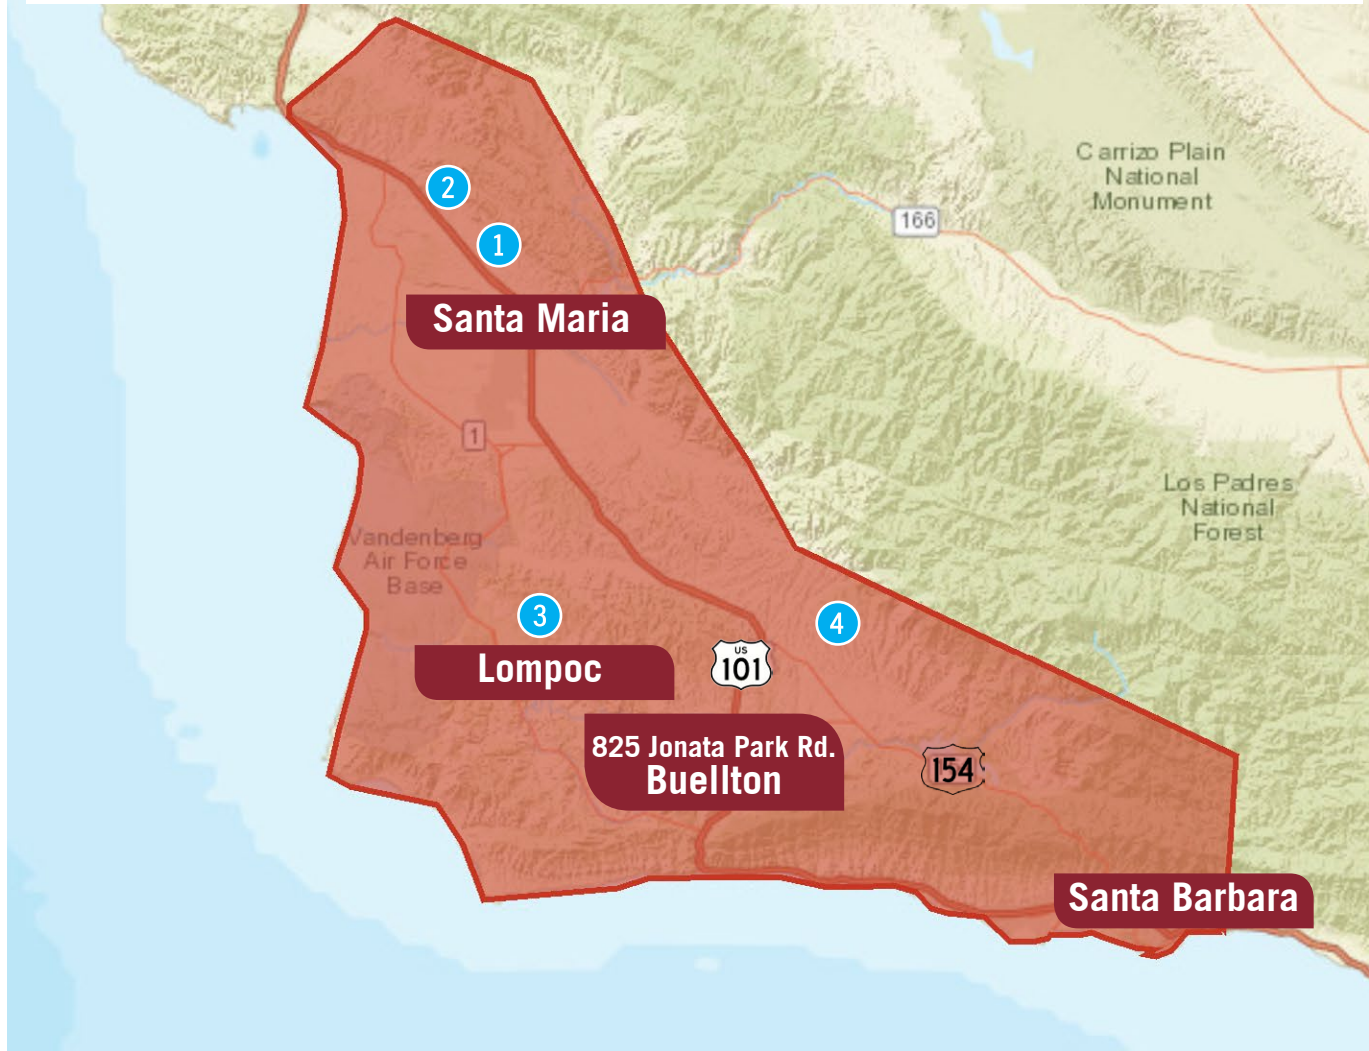 Carrizo Plain
National
Monument
2
166
1
Santa Maria
1
Los Padres
National
Forest
Vandenberg
Air Force
Base
3
4
US
101
Lompoc
825 Jonata Park Rd.
Buellton
154
Santa Barbara